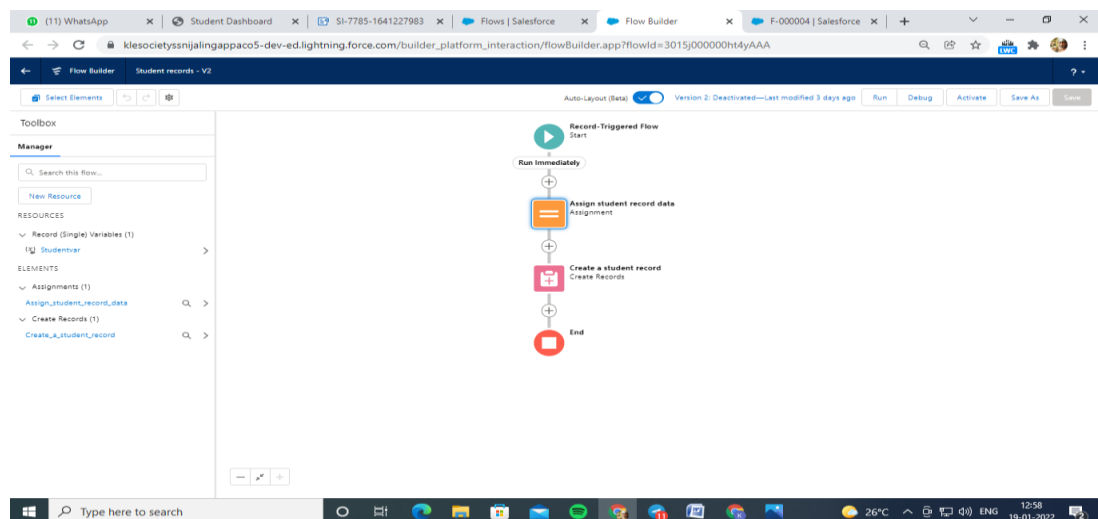 (11) WhatsApp
Student Dashboard
SI-7785-1641227983
Flows | Salesforce
Flow Builder
F-000004 | Salesforce
klesocietyssnijalingappaco5-dev-ed.lightning.force.com/builder_platform_interaction/flowBuilder.app?flowId=3015j000000ht4yAAA
LWC
Flow Builder
Student records - V2
?
Select Elements
Auto-Layout (Beta)
Version 2: Deactivated—Last modified 3 days ago
Run
Debug
Activate
Save As
Save
Toolbox
Manager
Search this flow...
New Resource
RESOURCES
Record (Single) Variables (1)
Studentvar
ELEMENTS
Assignments (1)
Assign_student_record_data
Create Records (1)
Create_a_student_record
Record-Triggered Flow
Start
Run Immediately
Assign student record data
Assignment
Create a student record
Create Records
End
Type here to search
26°C
ENG
12:58
19-01-2022